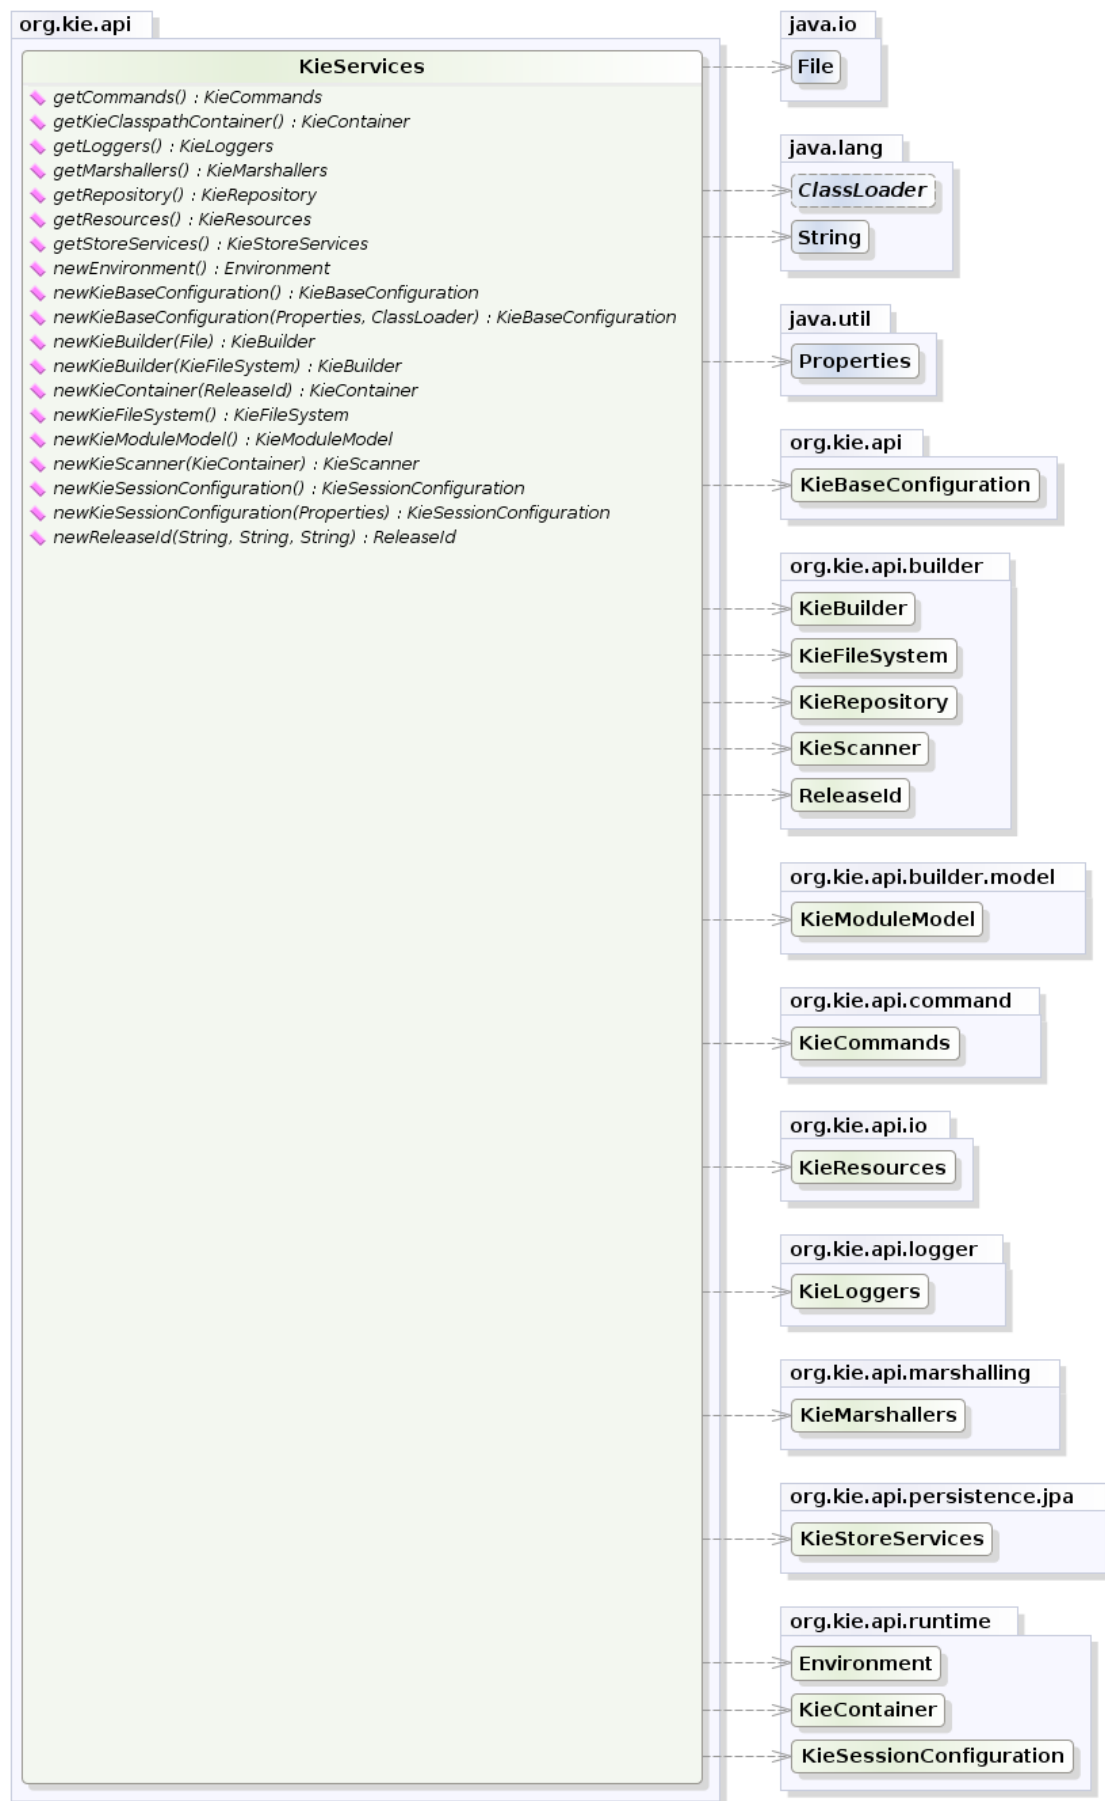 org.kie.api
KieServices
getCommands() : KieCommands
getKieClasspathContainer() : KieContainer
getLoggers() : KieLoggers
getMarshallers() : KieMarshallers
getRepository() : KieRepository
getResources() : KieResources
getStoreServices() : KieStoreServices
newEnvironment() : Environment
newKieBaseConfiguration() : KieBaseConfiguration
newKieBaseConfiguration(Properties, ClassLoader) : KieBaseConfiguration
newKieBuilder(File) : KieBuilder
newKieBuilder(KieFileSystem) : KieBuilder
newKieContainer(ReleaseId) : KieContainer
newKieFileSystem() : KieFileSystem
newKieModuleModel() : KieModuleModel
newKieScanner(KieContainer) : KieScanner
newKieSessionConfiguration() : KieSessionConfiguration
newKieSessionConfiguration(Properties) : KieSessionConfiguration
newReleaseId(String, String, String) : ReleaseId
java.io
File
java.lang
ClassLoader
String
java.util
Properties
org.kie.api
KieBaseConfiguration
org.kie.api.builder
KieBuilder
KieFileSystem
KieRepository
KieScanner
ReleaseId
org.kie.api.builder.model
KieModuleModel
org.kie.api.command
KieCommands
org.kie.api.io
KieResources
org.kie.api.logger
KieLoggers
org.kie.api.marshalling
KieMarshallers
org.kie.api.persistence.jpa
KieStoreServices
org.kie.api.runtime
Environment
KieContainer
KieSessionConfiguration